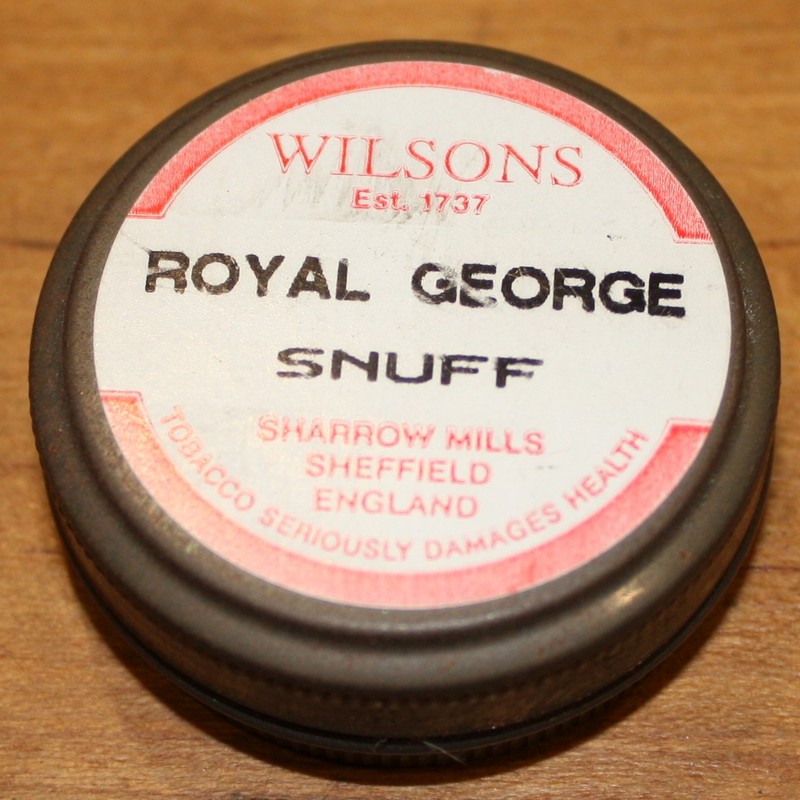 WILSONS
Est. 1737
ROYAL GEORGE
SNUFF
SHARROW MILLS
SHEFFIELD
ENGLAND
TOBACCO SERIOUSLY DAMAGES HEALTH